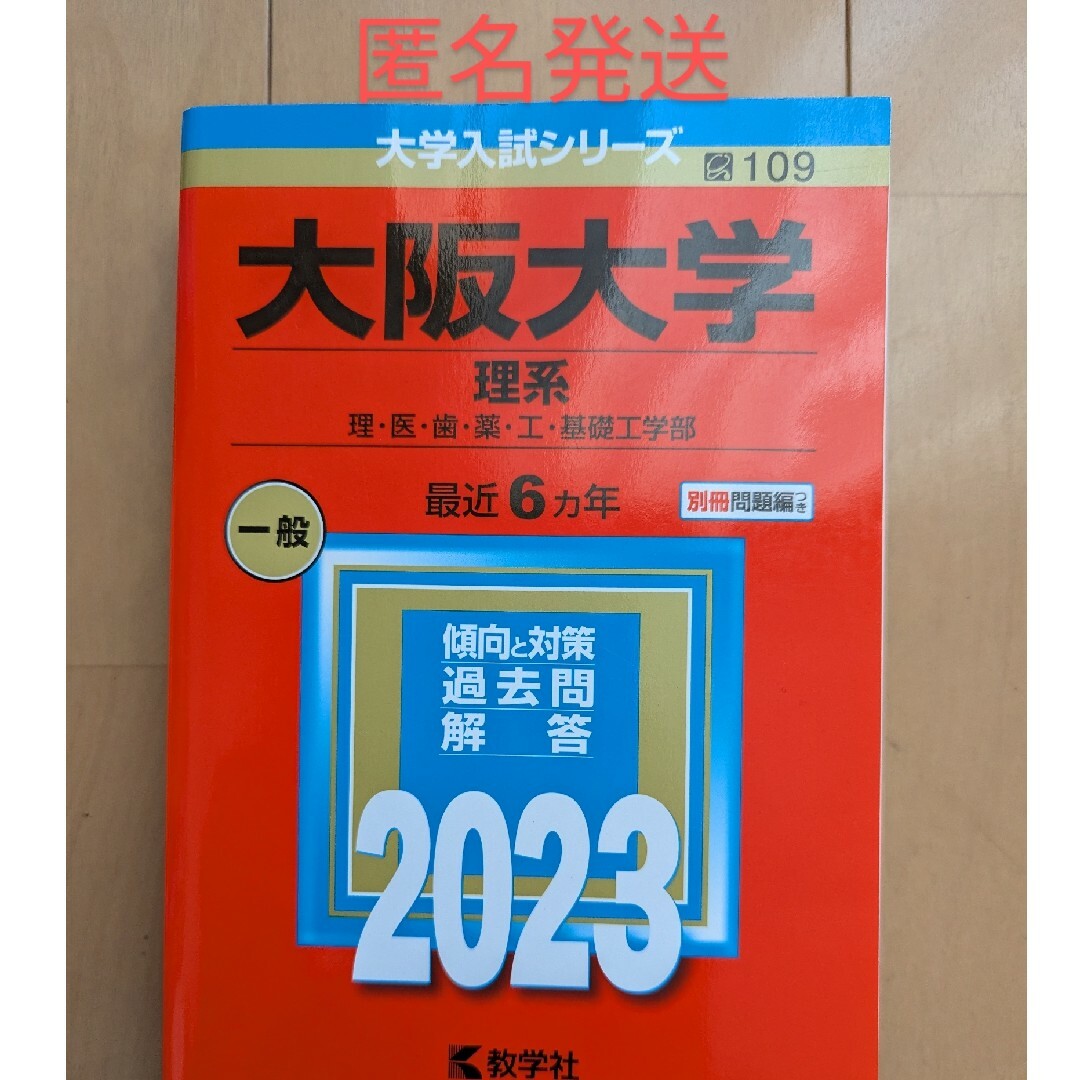 匿名発送
大学入試シリーズ
109
大阪大学
理系
理・医・歯・薬・工・基礎工学部
最近6カ年
別冊問題編つき
一般
傾向と対策
過去問
解答
2023
教学社